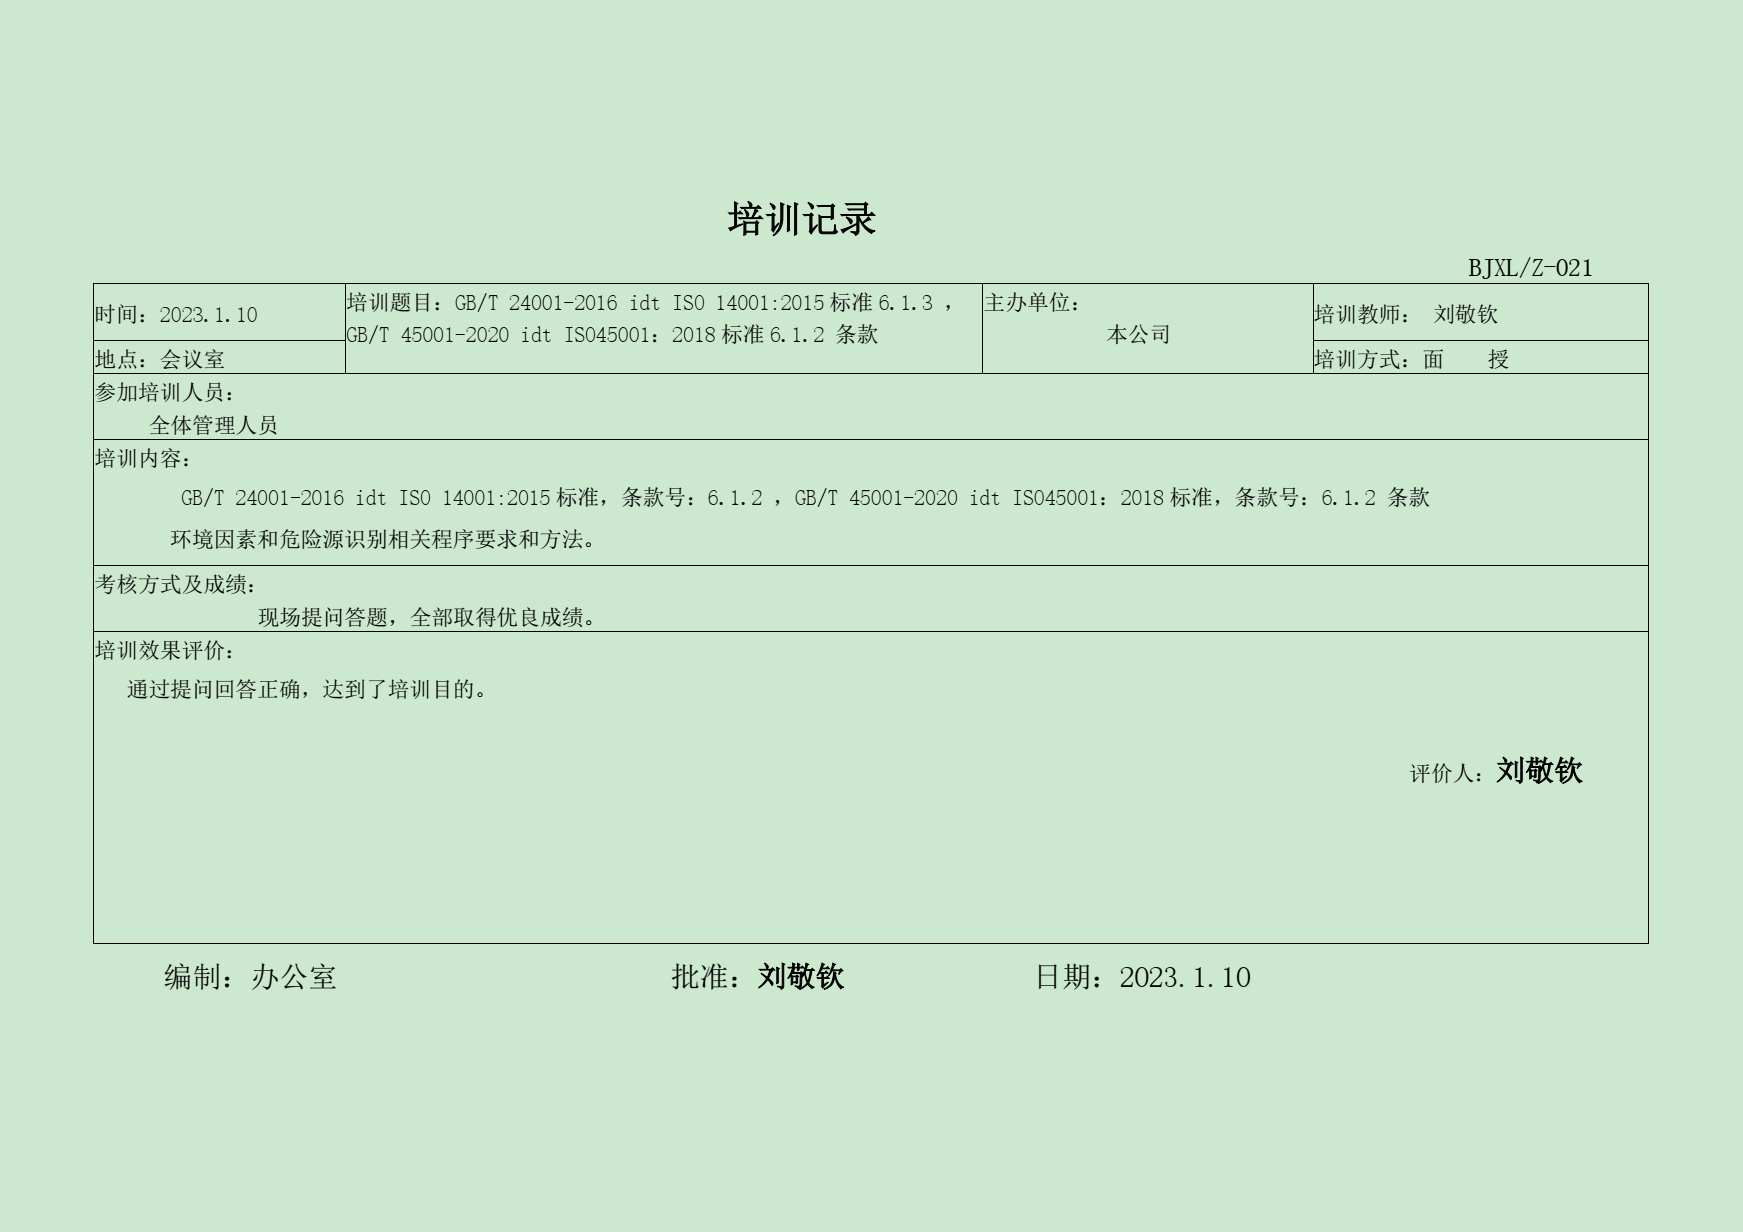 培训记录
BJXL/Z-021
时间：2023.1.10
培训题目：GB/T 24001-2016 idt ISO 14001:2015标准6.1.3 ，
GB/T 45001-2020 idt ISO45001：2018标准6.1.2 条款
主办单位：
本公司
培训教师： 刘敬钦
地点：会议室
培训方式：面  授
参加培训人员：
全体管理人员
培训内容：
GB/T 24001-2016 idt ISO 14001:2015标准，条款号：6.1.2 ，GB/T 45001-2020 idt ISO45001：2018标准，条款号：6.1.2 条款
环境因素和危险源识别相关程序要求和方法。
考核方式及成绩：
现场提问答题，全部取得优良成绩。
培训效果评价：
通过提问回答正确，达到了培训目的。
评价人：刘敬钦
编制：办公室 批准：刘敬钦 日期：2023.1.10